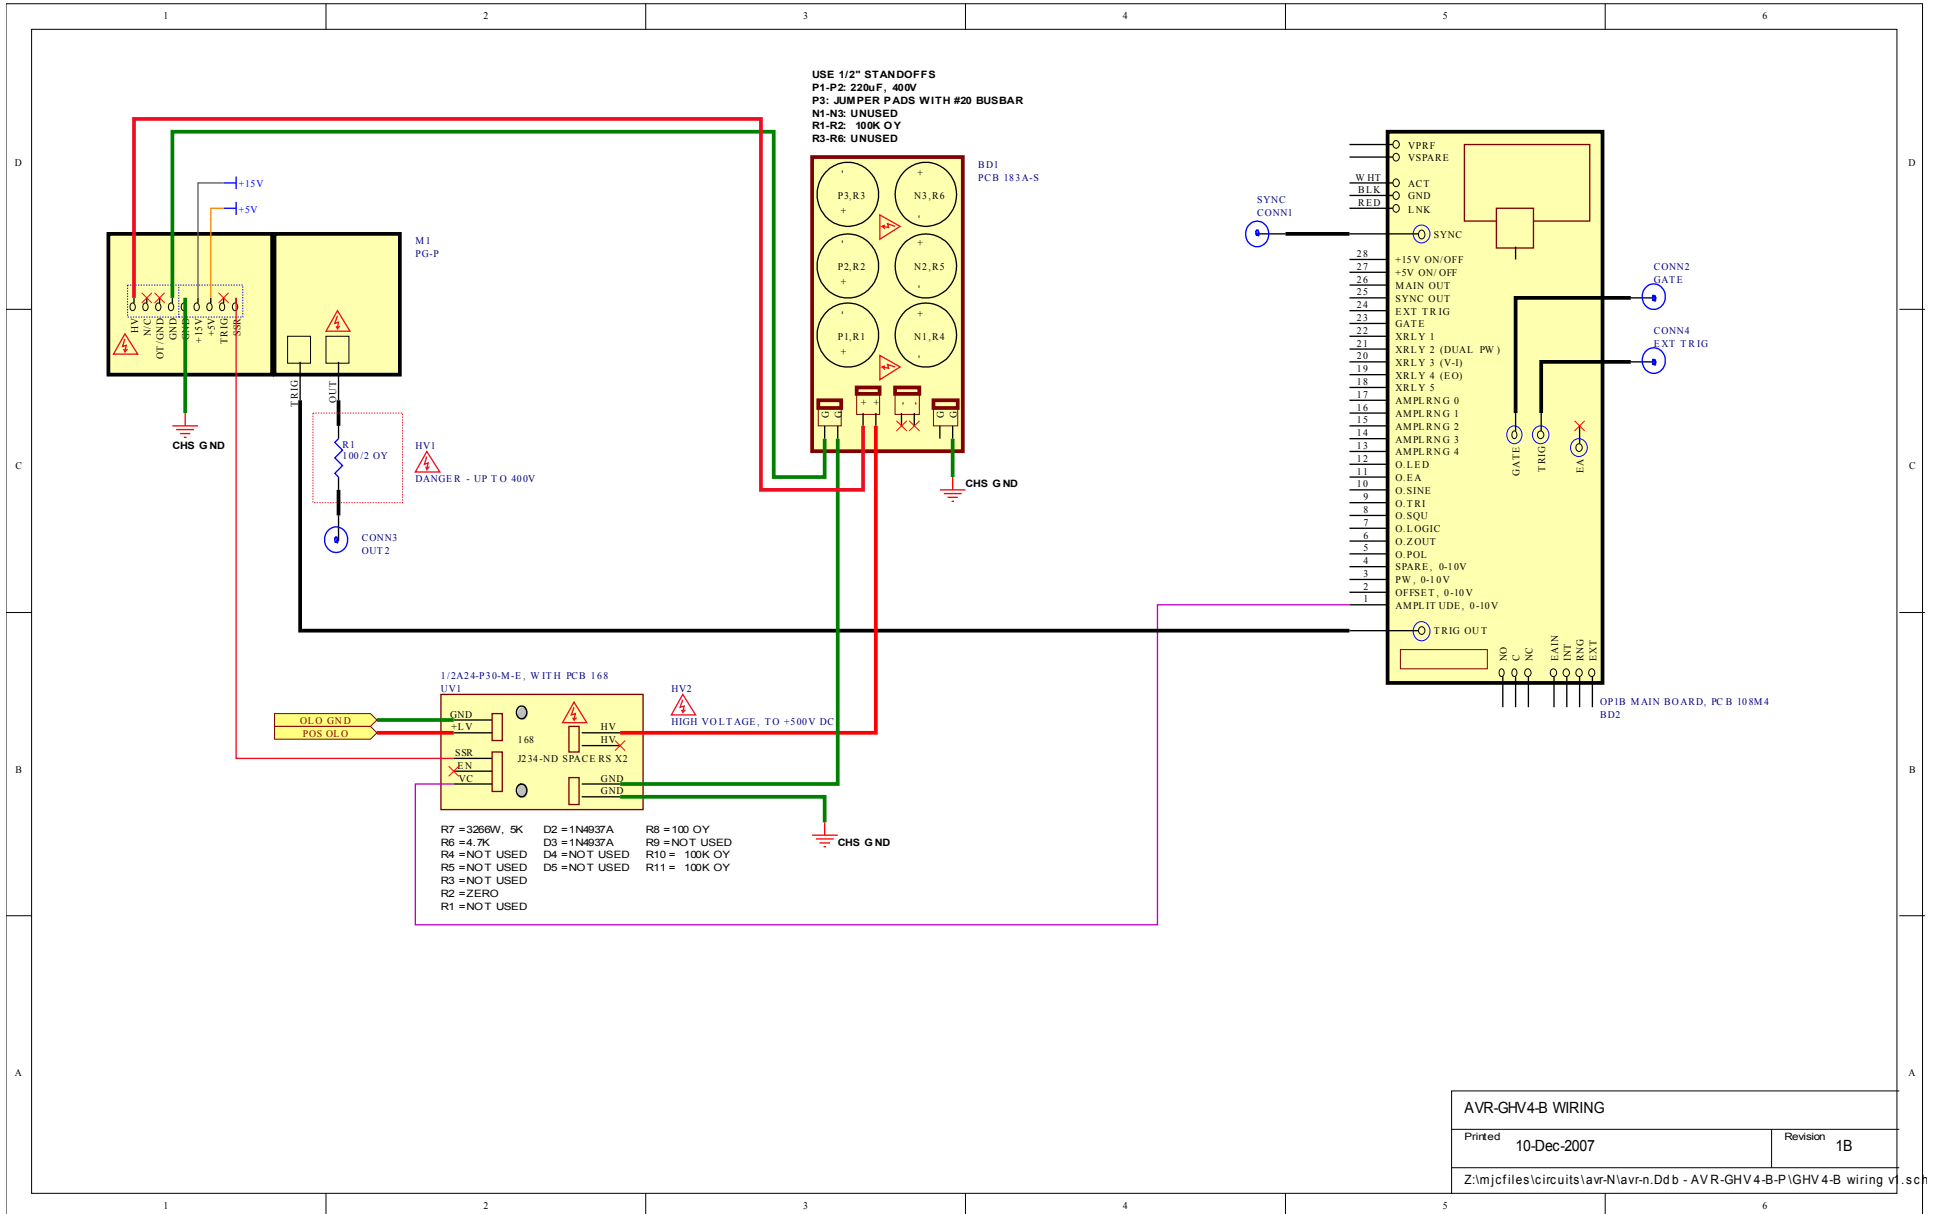 1 2 3 4 5 6
D
C
B
A
USE 1/2" STANDOFFS
P1-P2: 220uF, 400V
P3: JUMPER PADS WITH #20 BUSBAR
N1-N3: UNUSED
R1-R2: 100K OY
R3-R6: UNUSED
BD1
PCB 183A-S
P3,R3
N3,R6
P2,R2
N2,R5
P1,R1
N1,R4
+
-
G G + + - - G G
CHS GND
+15V
+5V
M1
PG-P
HV
N/C
OT/GND
GND
GND
+15V
+5V
TRIG
SSR
CHS GND
TRIG
OUT
R1
100/2 OY
HV1
DANGER - UP TO 400V
CONN3
OUT2
SYNC
CONN1
VPRF
VSPARE
WHT ACT
BLK GND
RED LNK
SYNC
28 +15V ON/OFF
27 +5V ON/OFF
26 MAIN OUT
25 SYNC OUT
24 EXT TRIG
23 GATE
22 XRLY 1
21 XRLY 2 (DUAL PW)
20 XRLY 3 (V-I)
19 XRLY 4 (EO)
18 XRLY 5
17 AMPLRNG 0
16 AMPLRNG 1
15 AMPLRNG 2
14 AMPLRNG 3
13 AMPLRNG 4
12 O.LED
11 O.EA
10 O.SINE
9 O.TRI
8 O.SQU
7 O.LOGIC
6 O.ZOUT
5 O.POL
4 SPARE, 0-10V
3 PW, 0-10V
2 OFFSET, 0-10V
1 AMPLITUDE, 0-10V
TRIG OUT
GATE
TRIG
EA
NO
C
NC
EAIN
INT
RNG
EXT
CONN2
GATE
CONN4
EXT TRIG
OP1B MAIN BOARD, PCB 108M4
BD2
1/2A24-P30-M-E, WITH PCB 168
UV1
OLO GND
POS OLO
GND
+LV
SSR
EN
VC
168
J234-ND SPACERS X2
HV
HV
GND
GND
HV2
HIGH VOLTAGE, TO +500V DC
CHS GND
R7 =3266W, 5K D2 =1N4937A R8 =100 OY
R6 =4.7K D3 =1N4937A R9 =NOT USED
R4 =NOT USED D4 =NOT USED R10 = 100K OY
R5 =NOT USED D5 =NOT USED R11 = 100K OY
R3 =NOT USED
R2 =ZERO
R1 =NOT USED
AVR-GHV4-B WIRING
Printed 10-Dec-2007 Revision 1B
Z:\mjcfiles\circuits\avr-N\avr-n.Ddb - AVR-GHV4-B-P\GHV4-B wiring v1.sch
D
C
B
A
1 2 3 4 5 6